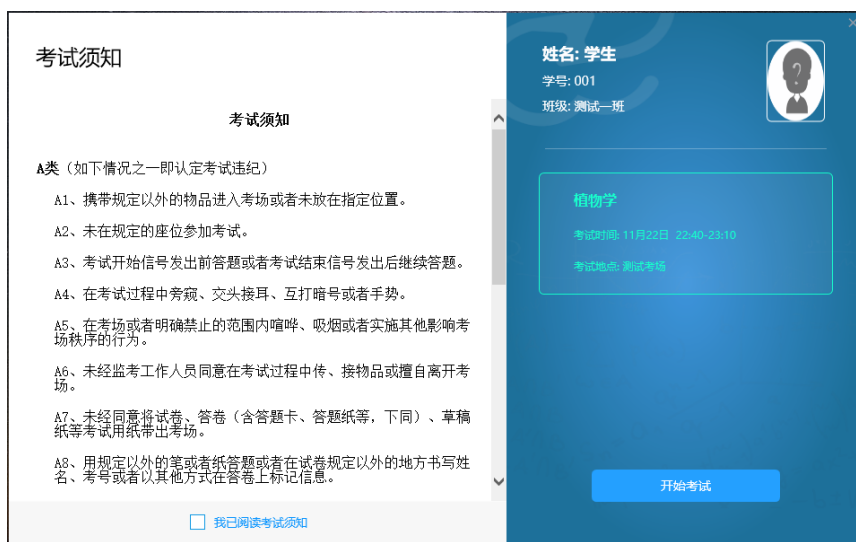 考试须知
考试须知
A类（如下情况之一即认定考试违纪）
A1、携带规定以外的物品进入考场或者未放在指定位置。
A2、未在规定的座位参加考试。
A3、考试开始信号发出前答题或者考试结束信号发出后继续答题。
A4、在考试过程中旁窥、交头接耳、互打暗号或者手势。
A5、在考场或者明确禁止的范围内喧哗、吸烟或者实施其他影响考
场秩序的行为。
A6、未经监考工作人员同意在考试过程中传、接物品或擅自离开考
场。
A7、未经同意将试卷、答卷（含答题卡、答题纸等，下同）、草稿
纸等考试用纸带出考场。
A8、用规定以外的笔或者纸答题或者在试卷规定以外的地方书写姓
名、考号或者以其他方式在答卷上标记信息。
我已阅读考试须知
姓名: 学生
学号: 001
班级: 测试一班
植物学
考试时间: 11月22日 22:40-23:10
考试地点: 测试考场
开始考试